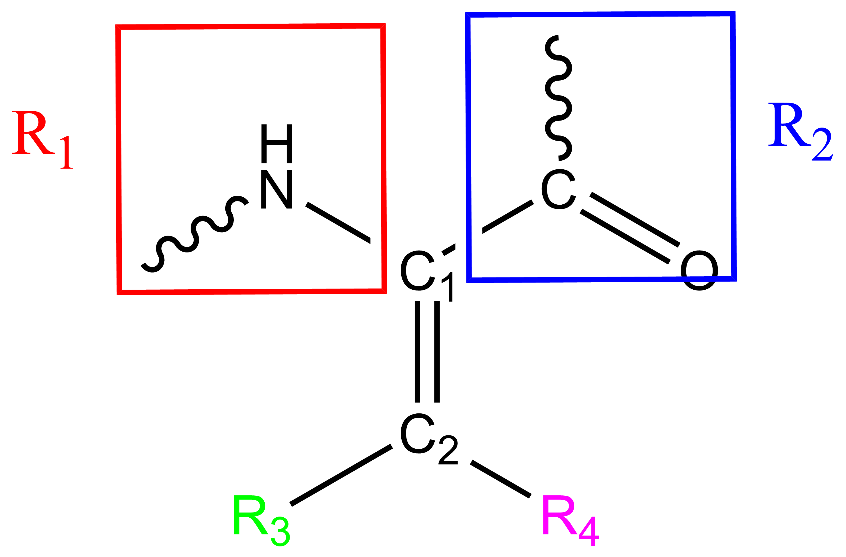 R₁
H
N
C
R₂
C₁
O
C₂
R₃
R₄